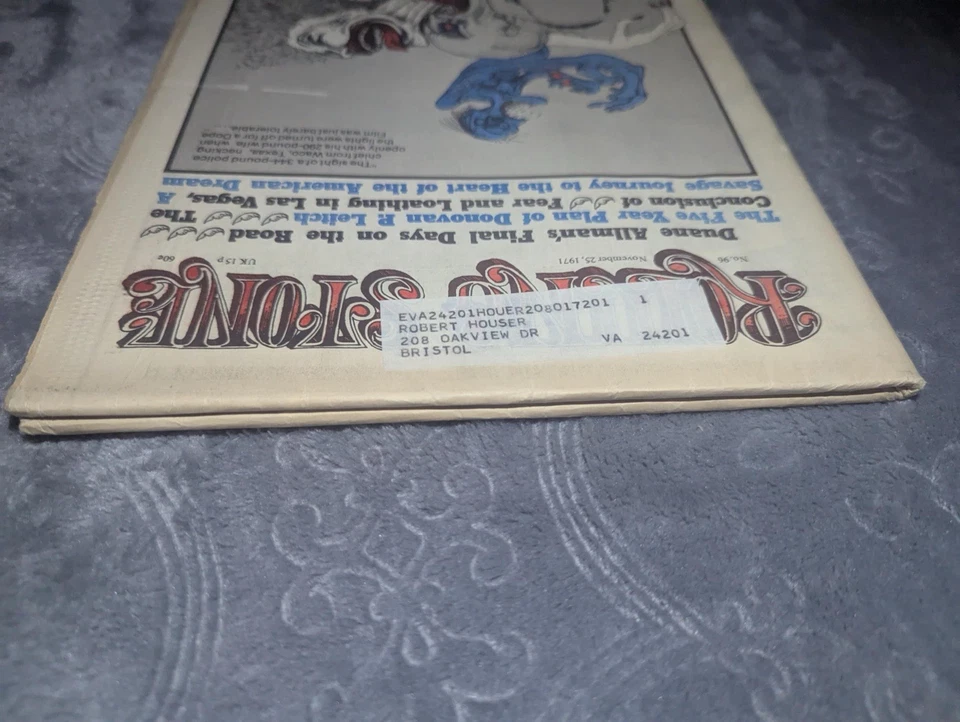 EVA24201HOUER208017201 1
ROBERT HOUSER
208 OAKVIEW DR
BRISTOL VA 24201
ROLLING STONE
No. 96 November 25, 1971 UK 15p 60¢
Duane Allman's Final Days on the Road
The Five Year Plan of Donovan P. Leitch The
Conclusion of Fear and Loathing in Las Vegas, A
Savage Journey to the Heart of the American Dream
"The sight of a 344-pound police
chief from Waco, Texas, necking
openly with his 290-pound wife when
the lights were turned off for a Dope
Film was just barely tolerable.